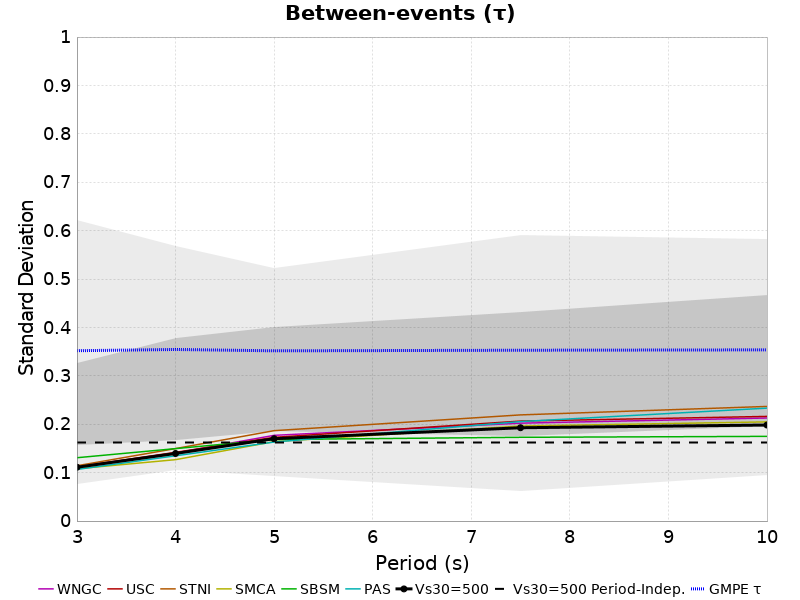 Between-events (τ)
1
0.9
0.8
0.7
0.6
0.5
0.4
0.3
0.2
0.1
0
Standard Deviation
3 4 5 6 7 8 9 10
Period (s)
WNGC USC STNI SMCA SBSM PAS Vs30=500 Vs30=500 Period-Indep. GMPE τ